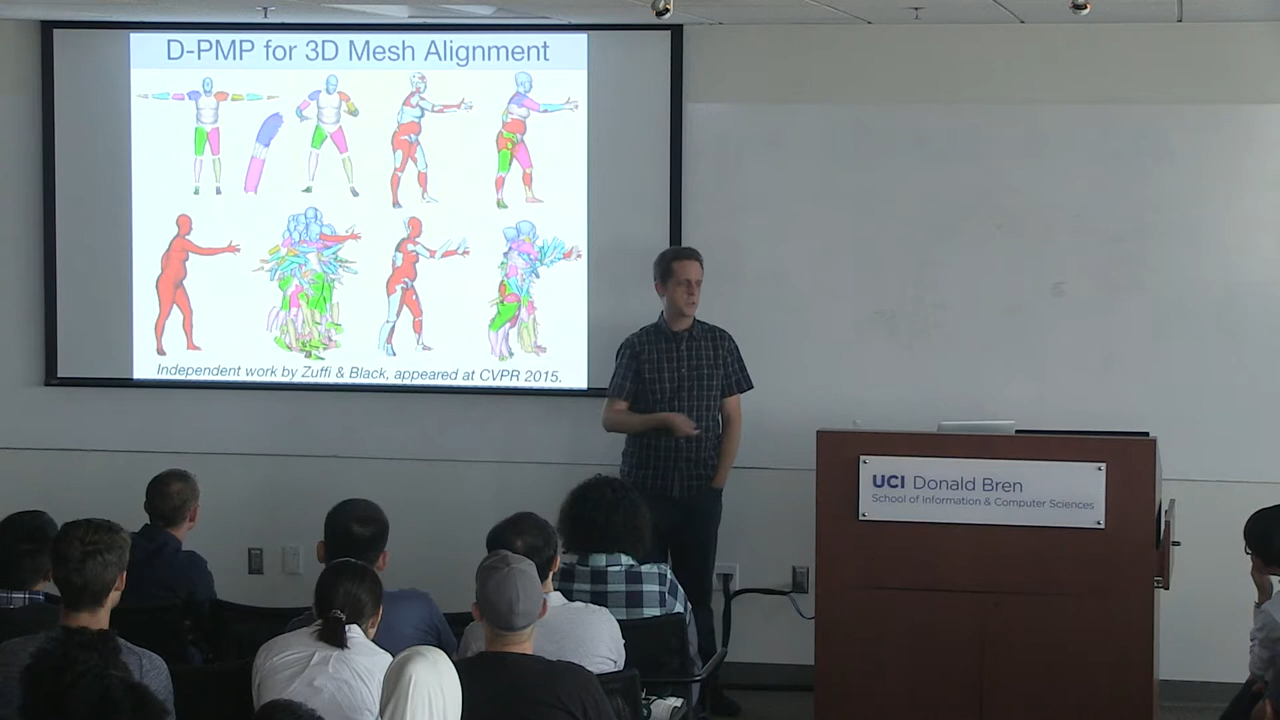 D-PMP for 3D Mesh Alignment
Independent work by Zuffi & Black, appeared at CVPR 2015.
UCI Donald Bren
School of Information & Computer Sciences